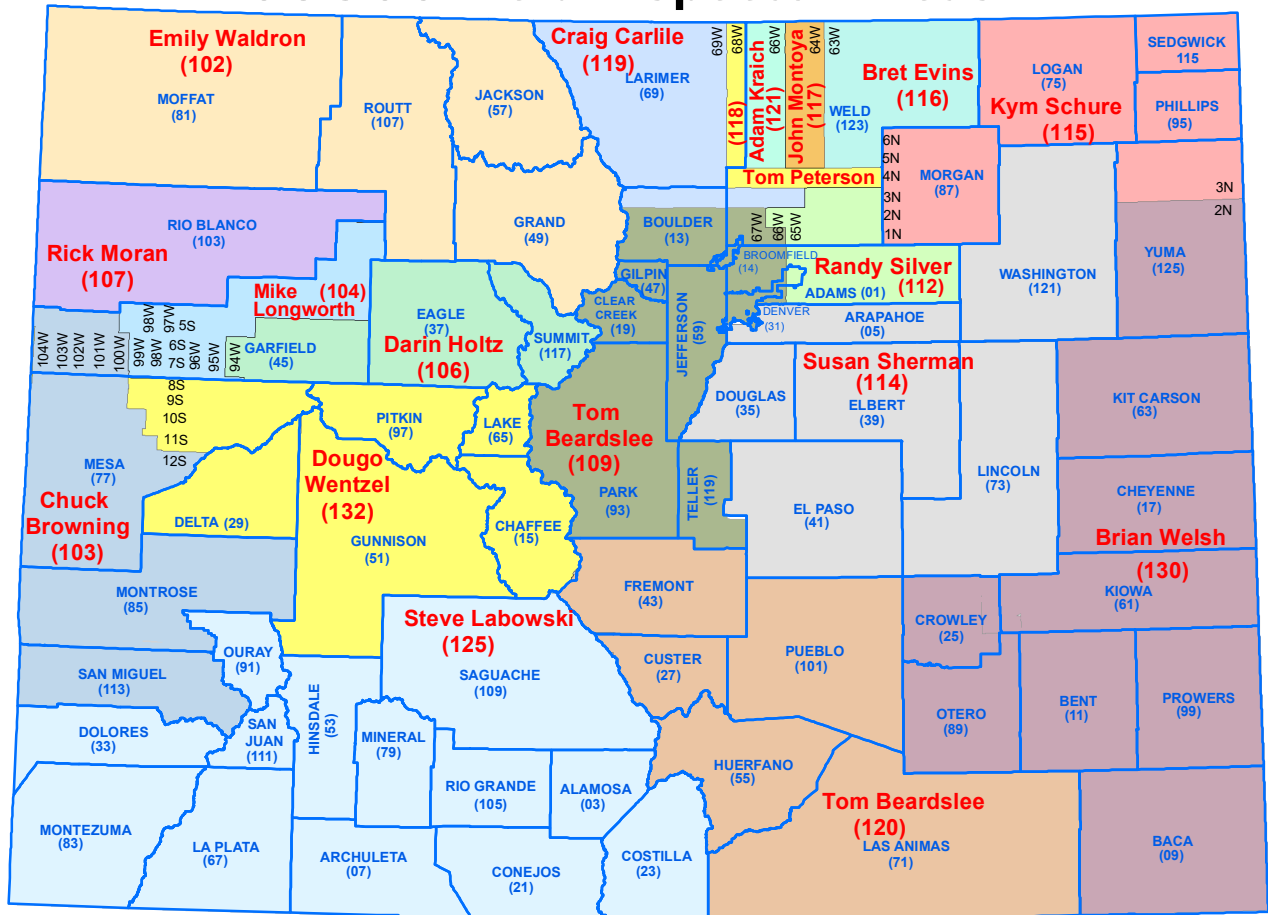 Emily Waldron
(102)
MOFFAT
(81)
ROUTT
(107)
JACKSON
(57)
Craig Carlile
(119)
LARIMER
(69)
69W
68W
(118)
66W
Adam Kraich
(121)
John Montoya
(117)
64W
63W
WELD
(123)
Bret Evins
(116)
LOGAN
(75)
Kym Schure
(115)
SEDGWICK
115
PHILLIPS
(95)
6N
5N
4N
3N
2N
1N
MORGAN
(87)
Tom Peterson
3N
2N
YUMA
(125)
WASHINGTON
(121)
RIO BLANCO
(103)
Rick Moran
(107)
GRAND
(49)
BOULDER
(13)
67W
66W
65W
BROOMFIELD
(14)
Randy Silver
(112)
ADAMS (01)
GILPIN
(47)
CLEAR
CREEK
(19)
JEFFERSON
(59)
DENVER
(31)
ARAPAHOE
(05)
Mike
Longworth
(104)
104W
103W
102W
101W
100W
98W
97W
5S
99W
98W
6S
7S
96W
95W
94W
GARFIELD
(45)
EAGLE
(37)
Darin Holtz
(106)
SUMMIT
(117)
8S
9S
10S
11S
12S
PITKIN
(97)
LAKE
(65)
Tom
Beardslee
(109)
PARK
(93)
TELLER
(119)
DOUGLAS
(35)
Susan Sherman
(114)
ELBERT
(39)
LINCOLN
(73)
KIT CARSON
(63)
CHEYENNE
(17)
Brian Welsh
(130)
KIOWA
(61)
MESA
(77)
Chuck
Browning
(103)
DELTA (29)
Dougo
Wentzel
(132)
GUNNISON
(51)
CHAFFEE
(15)
EL PASO
(41)
MONTROSE
(85)
OURAY
(91)
FREMONT
(43)
CROWLEY
(25)
Steve Labowski
(125)
SAGUACHE
(109)
CUSTER
(27)
PUEBLO
(101)
SAN MIGUEL
(113)
DOLORES
(33)
SAN
JUAN
(111)
HINSDALE
(53)
MINERAL
(79)
RIO GRANDE
(105)
ALAMOSA
(03)
HUERFANO
(55)
OTERO
(89)
BENT
(11)
PROWERS
(99)
MONTEZUMA
(83)
LA PLATA
(67)
ARCHULETA
(07)
CONEJOS
(21)
COSTILLA
(23)
Tom Beardslee
(120)
LAS ANIMAS
(71)
BACA
(09)